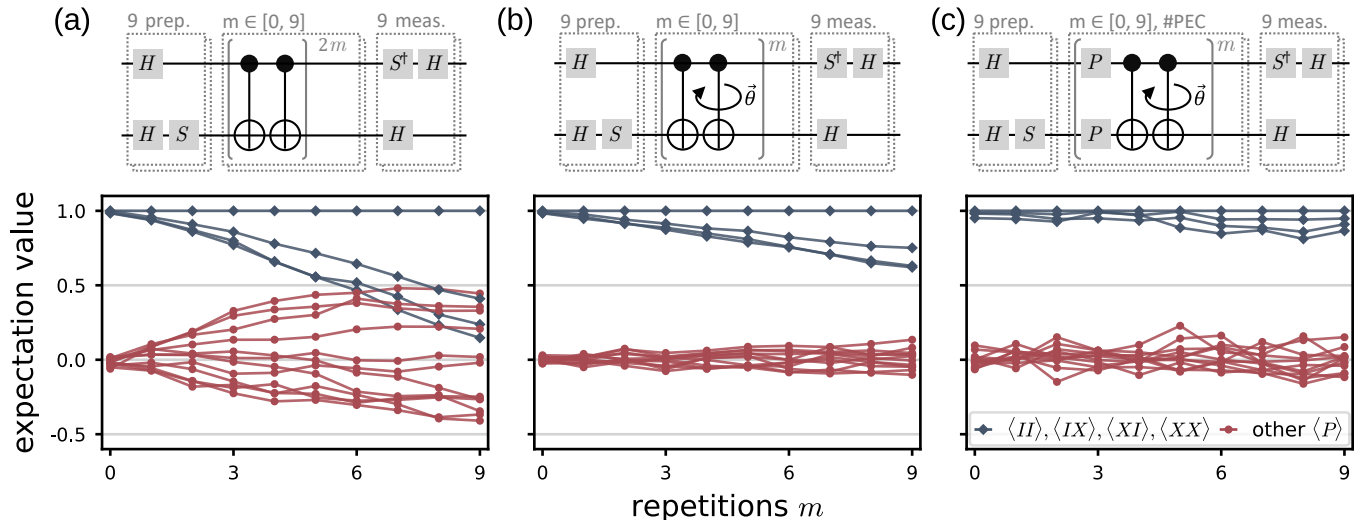 (a)
9 prep.
m ∈ [0, 9]
9 meas.
2m
H
S† H
H S
H
(b)
9 prep.
m ∈ [0, 9]
9 meas.
m
H
S† H
θ⃗
H S
H
(c)
9 prep.
m ∈ [0, 9], #PEC
9 meas.
m
H
P
S† H
θ⃗
H S
P
H
expectation value
1.0
0.5
0.0
-0.5
0 3 6 9
0 3 6 9
⟨II⟩, ⟨IX⟩, ⟨XI⟩, ⟨XX⟩
other ⟨P⟩
0 3 6 9
repetitions m